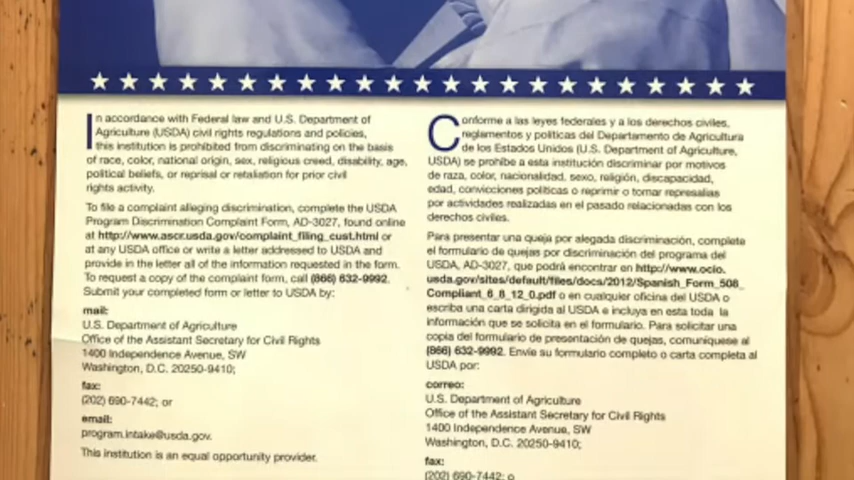 In accordance with Federal law and U.S. Department of
Agriculture (USDA) civil rights regulations and policies,
this institution is prohibited from discriminating on the basis
of race, color, national origin, sex, religious creed, disability, age,
political beliefs, or reprisal or retaliation for prior civil
rights activity.
To file a complaint alleging discrimination, complete the USDA
Program Discrimination Complaint Form, AD-3027, found online
at http://www.ascr.usda.gov/complaint_filing_cust.html or
at any USDA office or write a letter addressed to USDA and
provide in the letter all of the information requested in the form.
To request a copy of the complaint form, call (866) 632-9992.
Submit your completed form or letter to USDA by:
mail:
U.S. Department of Agriculture
Office of the Assistant Secretary for Civil Rights
1400 Independence Avenue, SW
Washington, D.C. 20250-9410;
fax:
(202) 690-7442; or
email:
program.intake@usda.gov.
This institution is an equal opportunity provider.
Conforme a las leyes federales y a los derechos civiles,
reglamentos y políticas del Departamento de Agricultura
de los Estados Unidos (U.S. Department of Agriculture,
USDA) se prohíbe a esta institución discriminar por motivos
de raza, color, nacionalidad, sexo, religión, discapacidad,
edad, convicciones políticas o reprimir o tomar represalias
por actividades realizadas en el pasado relacionadas con los
derechos civiles.
Para presentar una queja por alegada discriminación, complete
el formulario de quejas por discriminación del programa del
USDA, AD-3027, que podrá encontrar en http://www.ocio.
usda.gov/sites/default/files/docs/2012/Spanish_Form_508_
Compliant_6_8_12_0.pdf o en cualquier oficina del USDA o
escriba una carta dirigida al USDA e incluya en esta toda la
información que se solicita en el formulario. Para solicitar una
copia del formulario de presentación de quejas, comuníquese al
(866) 632-9992. Envíe su formulario completo o carta completa al
USDA por:
correo:
U.S. Department of Agriculture
Office of the Assistant Secretary for Civil Rights
1400 Independence Avenue, SW
Washington, D.C. 20250-9410;
fax:
(202) 690-7442; o